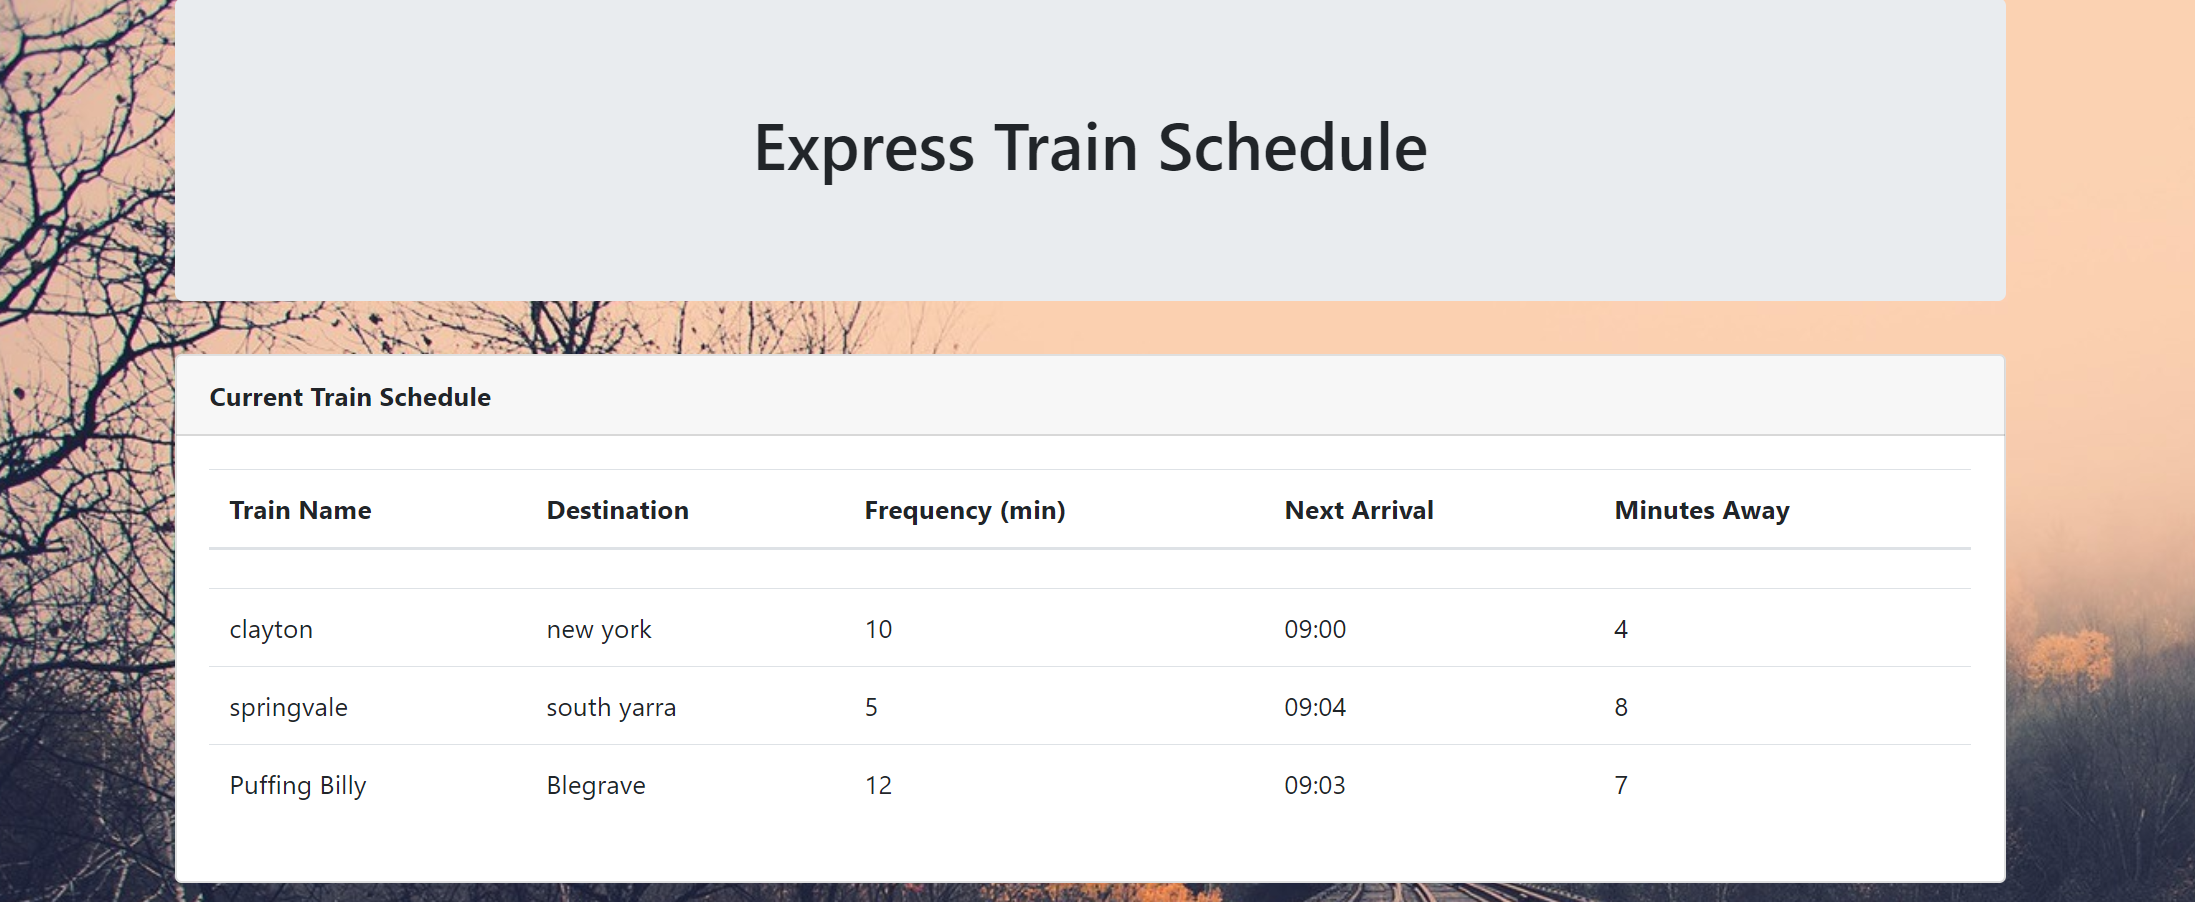 Express Train Schedule
Current Train Schedule
Train Name Destination Frequency (min) Next Arrival Minutes Away
clayton new york 10 09:00 4
springvale south yarra 5 09:04 8
Puffing Billy Blegrave 12 09:03 7